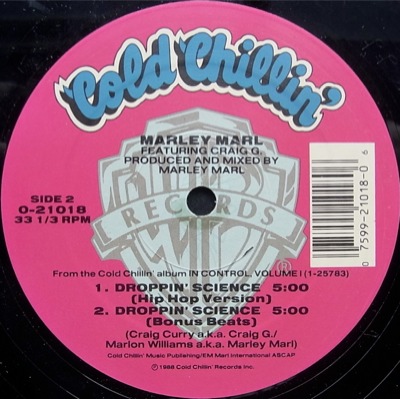 Cold Chillin'
MARLEY MARL
FEATURING CRAIG G.
PRODUCED AND MIXED BY
MARLEY MARL
RECORDS
SIDE 2
0-21018
33 1/3 RPM
0 7599-21018-0 6
From the Cold Chillin' album IN CONTROL, VOLUME I (1-25783)
1. DROPPIN' SCIENCE 5:00
(Hip Hop Version)
2. DROPPIN' SCIENCE 5:00
(Bonus Beats)
(Craig Curry a.k.a. Craig G./
Marlon Williams a.k.a. Marley Marl)
Cold Chillin' Music Publishing/EM Marl International ASCAP
℗1988 Cold Chillin' Records Inc.